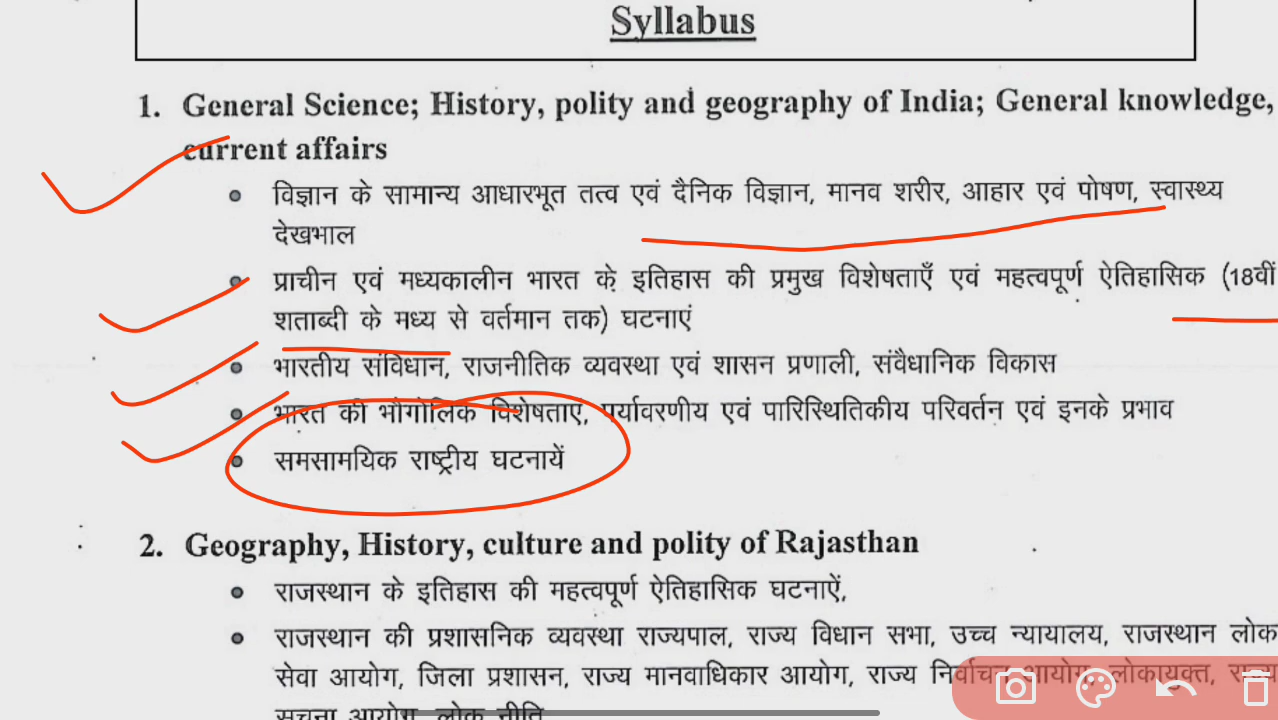 Syllabus
1. General Science; History, polity and geography of India; General knowledge,
current affairs
विज्ञान के सामान्य आधारभूत तत्व एवं दैनिक विज्ञान, मानव शरीर, आहार एवं पोषण, स्वास्थ्य
देखभाल
प्राचीन एवं मध्यकालीन भारत के इतिहास की प्रमुख विशेषताएँ एवं महत्वपूर्ण ऐतिहासिक (18वीं
शताब्दी के मध्य से वर्तमान तक) घटनाएं
भारतीय संविधान, राजनीतिक व्यवस्था एवं शासन प्रणाली, संवैधानिक विकास
भारत की भौगोलिक विशेषताएं, पर्यावरणीय एवं पारिस्थितिकीय परिवर्तन एवं इनके प्रभाव
समसामयिक राष्ट्रीय घटनायें
2. Geography, History, culture and polity of Rajasthan
राजस्थान के इतिहास की महत्वपूर्ण ऐतिहासिक घटनाऐं,
राजस्थान की प्रशासनिक व्यवस्था राज्यपाल, राज्य विधान सभा, उच्च न्यायालय, राजस्थान लोक
सेवा आयोग, जिला प्रशासन, राज्य मानवाधिकार आयोग, राज्य निर्वाचन आयोग, लोकायुक्त, राज्य
सूचना आयोग, लोक नीति